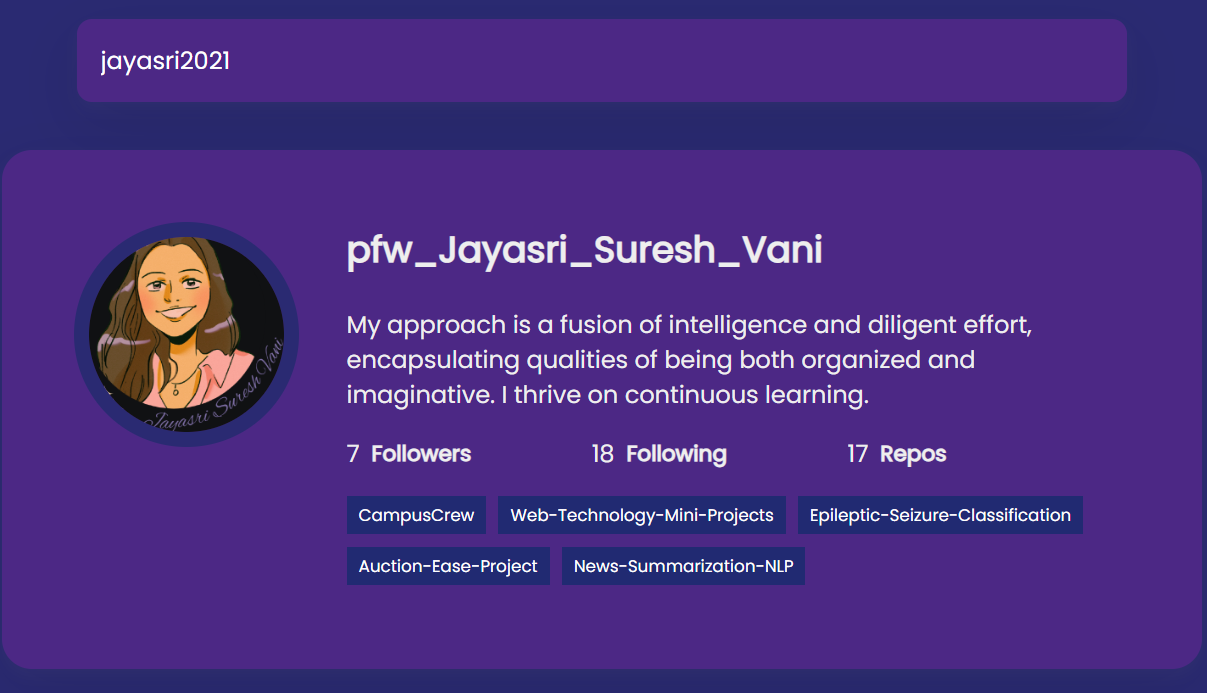 jayasri2021
pfw_Jayasri_Suresh_Vani
My approach is a fusion of intelligence and diligent effort,
encapsulating qualities of being both organized and
imaginative. I thrive on continuous learning.
Jayasri Suresh Vani
7 Followers 18 Following 17 Repos
CampusCrew Web-Technology-Mini-Projects Epileptic-Seizure-Classification
Auction-Ease-Project News-Summarization-NLP